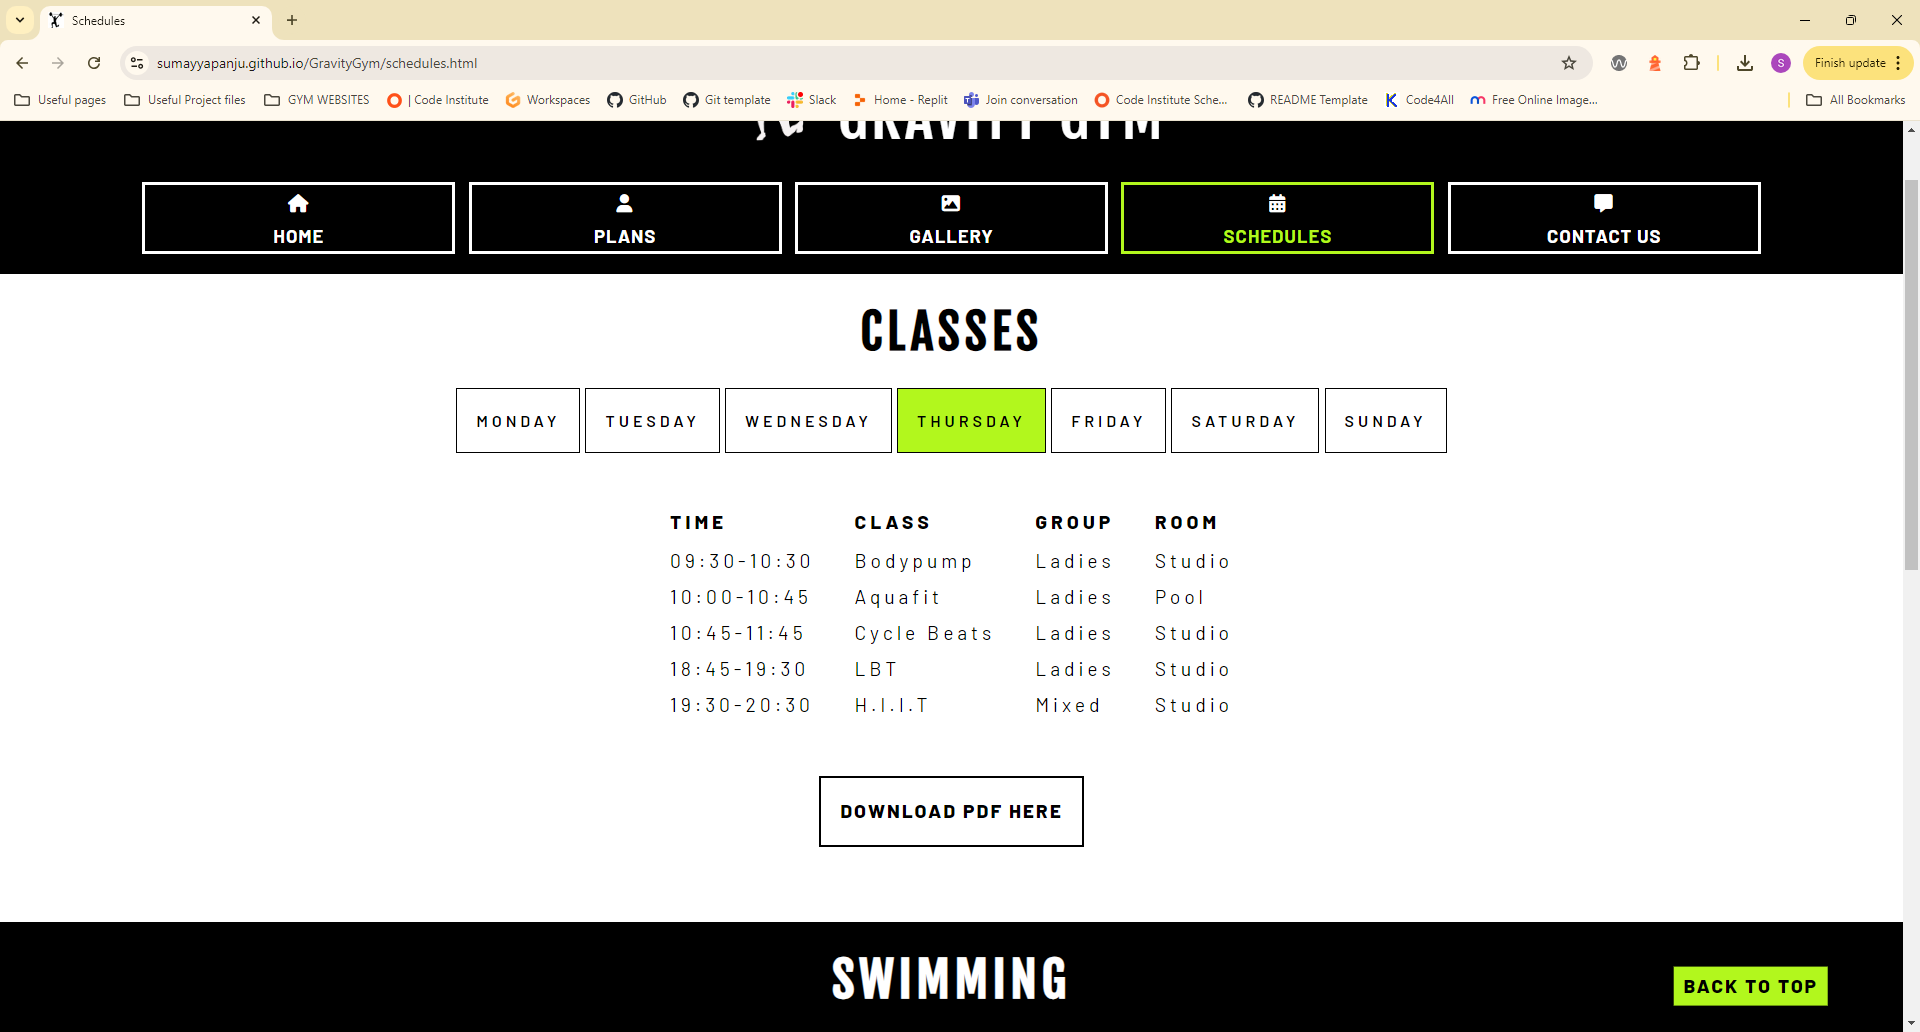 Schedules
sumayyapanju.github.io/GravityGym/schedules.html
S
Finish update
Useful pages
Useful Project files
GYM WEBSITES
| Code Institute
Workspaces
GitHub
Git template
Slack
Home - Replit
Join conversation
Code Institute Sche...
README Template
Code4All
Free Online Image...
All Bookmarks
GRAVITY GYM
HOME
PLANS
GALLERY
SCHEDULES
CONTACT US
CLASSES
MONDAY TUESDAY WEDNESDAY THURSDAY FRIDAY SATURDAY SUNDAY
TIME CLASS GROUP ROOM
09:30-10:30 Bodypump Ladies Studio
10:00-10:45 Aquafit Ladies Pool
10:45-11:45 Cycle Beats Ladies Studio
18:45-19:30 LBT Ladies Studio
19:30-20:30 H.I.I.T Mixed Studio
DOWNLOAD PDF HERE
SWIMMING
BACK TO TOP